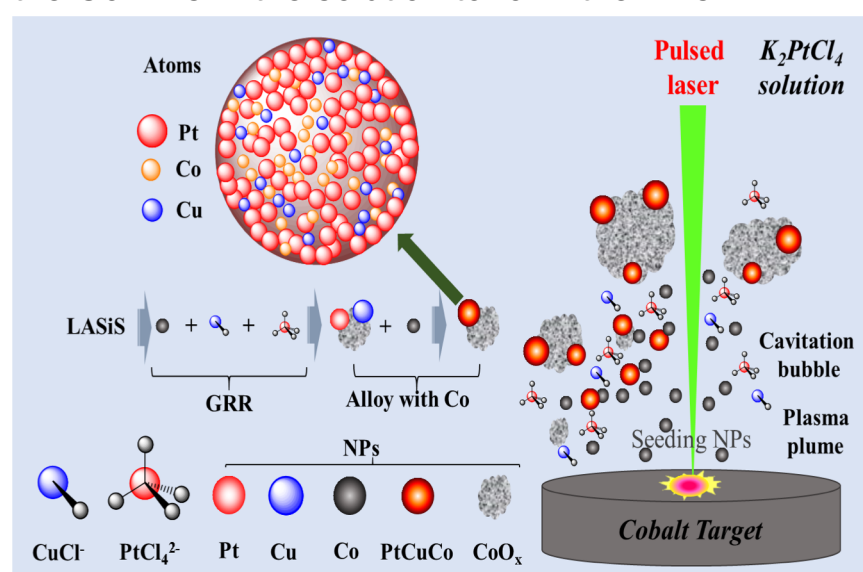 Atoms
Pt
Co
Cu
Pulsed
laser
K₂PtCl₄
solution
LASiS
+
+
+
GRR
Alloy with Co
Cavitation
bubble
Plasma
plume
Seeding NPs
Cobalt Target
NPs
CuCl⁻
PtCl₄²⁻
Pt
Cu
Co
PtCuCo
CoOₓ